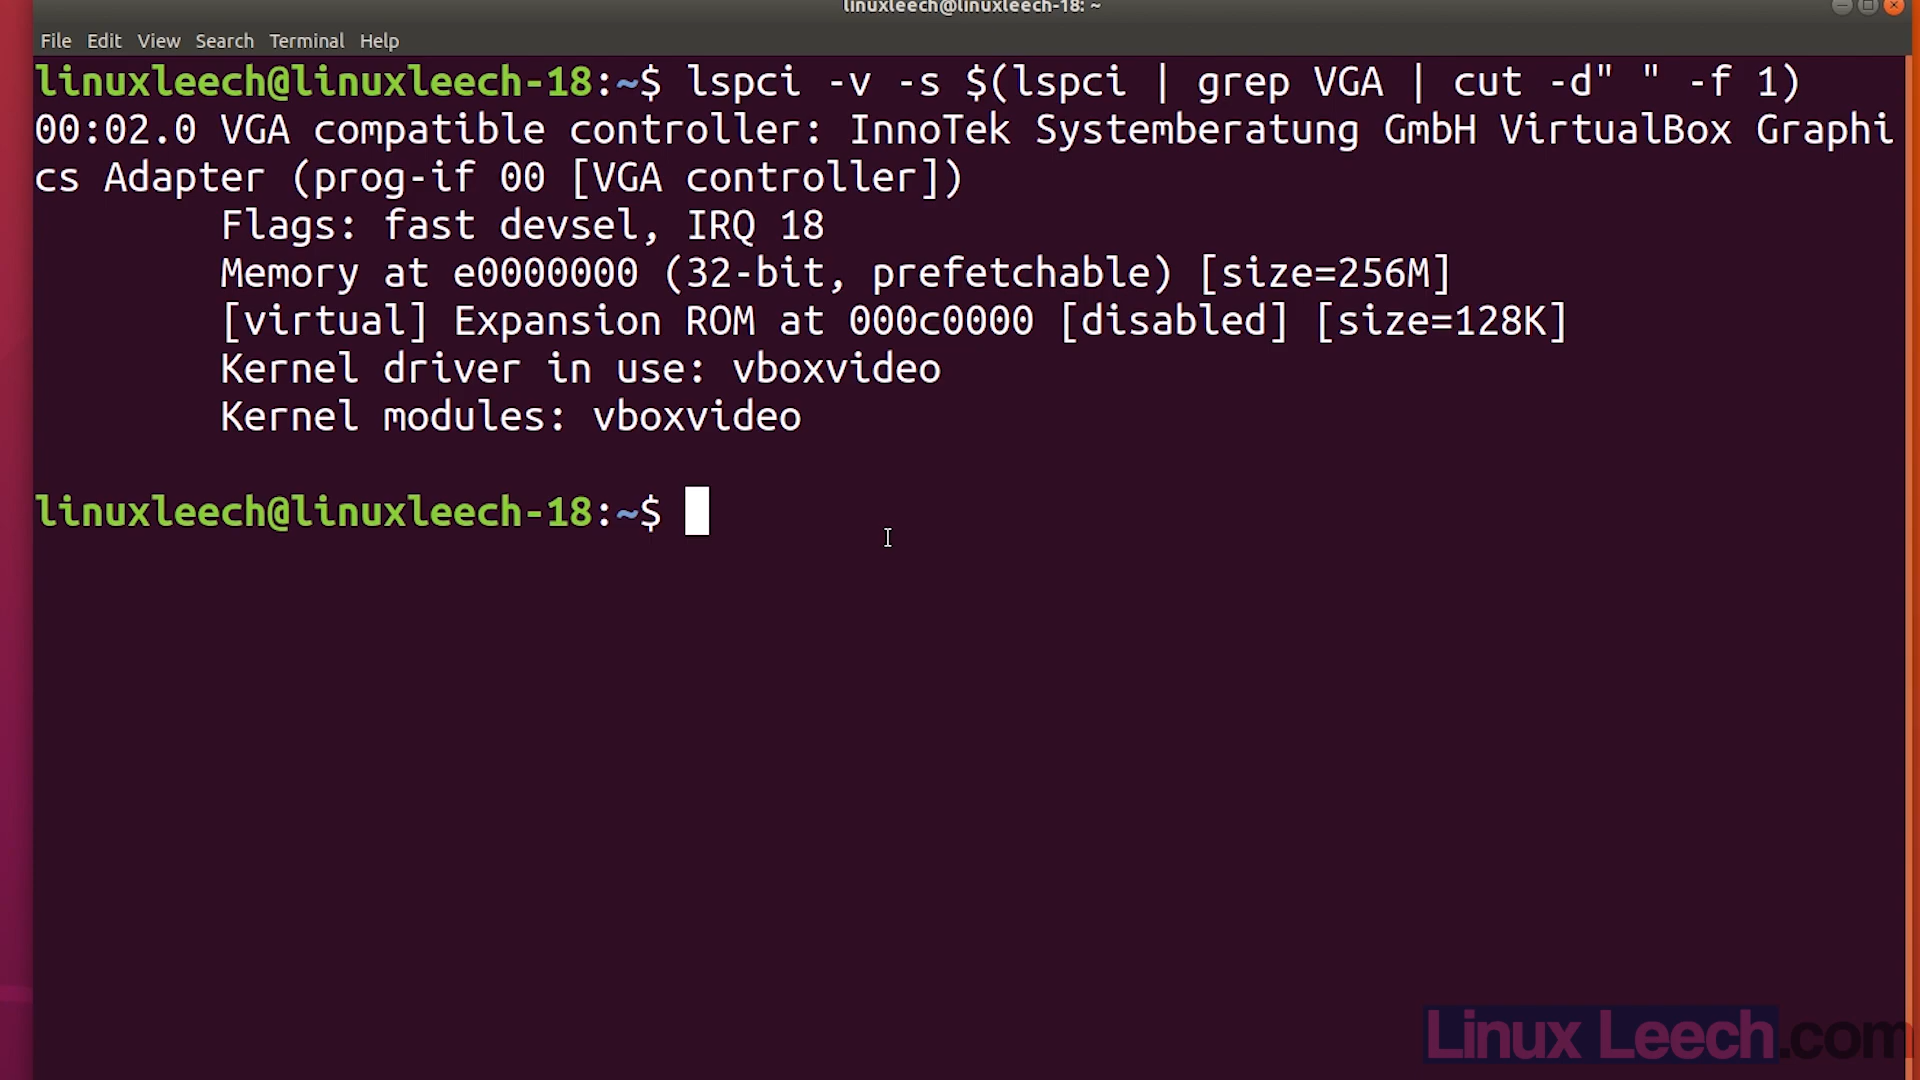 linuxleech@linuxleech-18: ~
File Edit View Search Terminal Help
linuxleech@linuxleech-18:~$ lspci -v -s $(lspci | grep VGA | cut -d" " -f 1)
00:02.0 VGA compatible controller: InnoTek Systemberatung GmbH VirtualBox Graphi
cs Adapter (prog-if 00 [VGA controller])
Flags: fast devsel, IRQ 18
Memory at e0000000 (32-bit, prefetchable) [size=256M]
[virtual] Expansion ROM at 000c0000 [disabled] [size=128K]
Kernel driver in use: vboxvideo
Kernel modules: vboxvideo
linuxleech@linuxleech-18:~$
Linux Leech.com